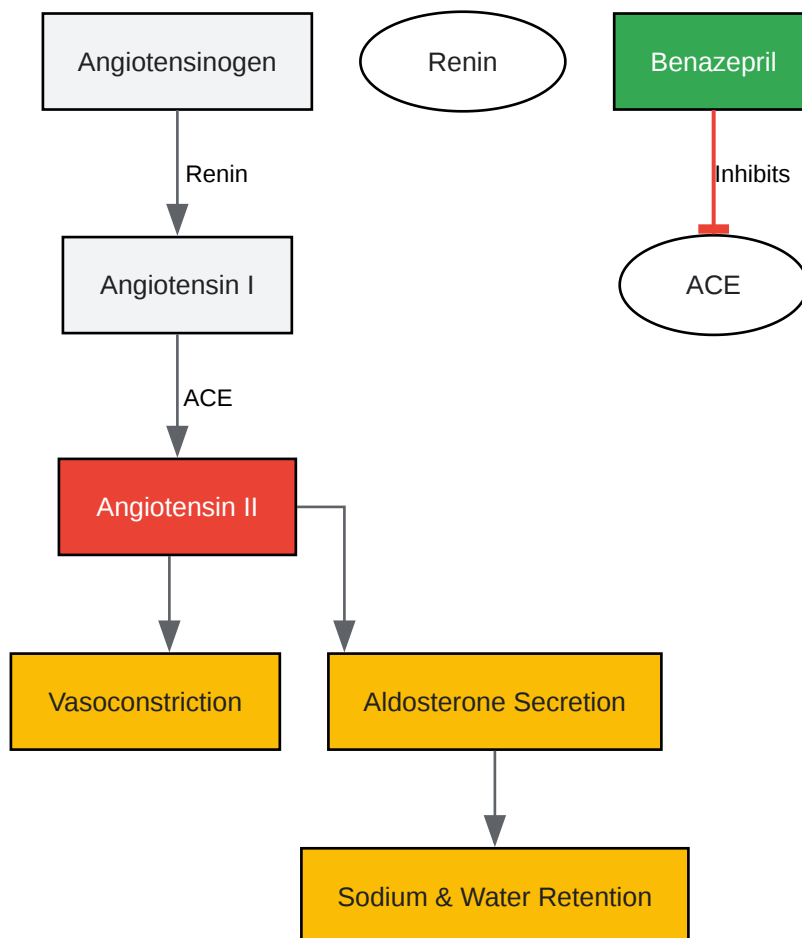 Angiotensinogen
Renin
Benazepril
Renin
Inhibits
Angiotensin I
ACE
ACE
Angiotensin II
Vasoconstriction
Aldosterone Secretion
Sodium & Water Retention